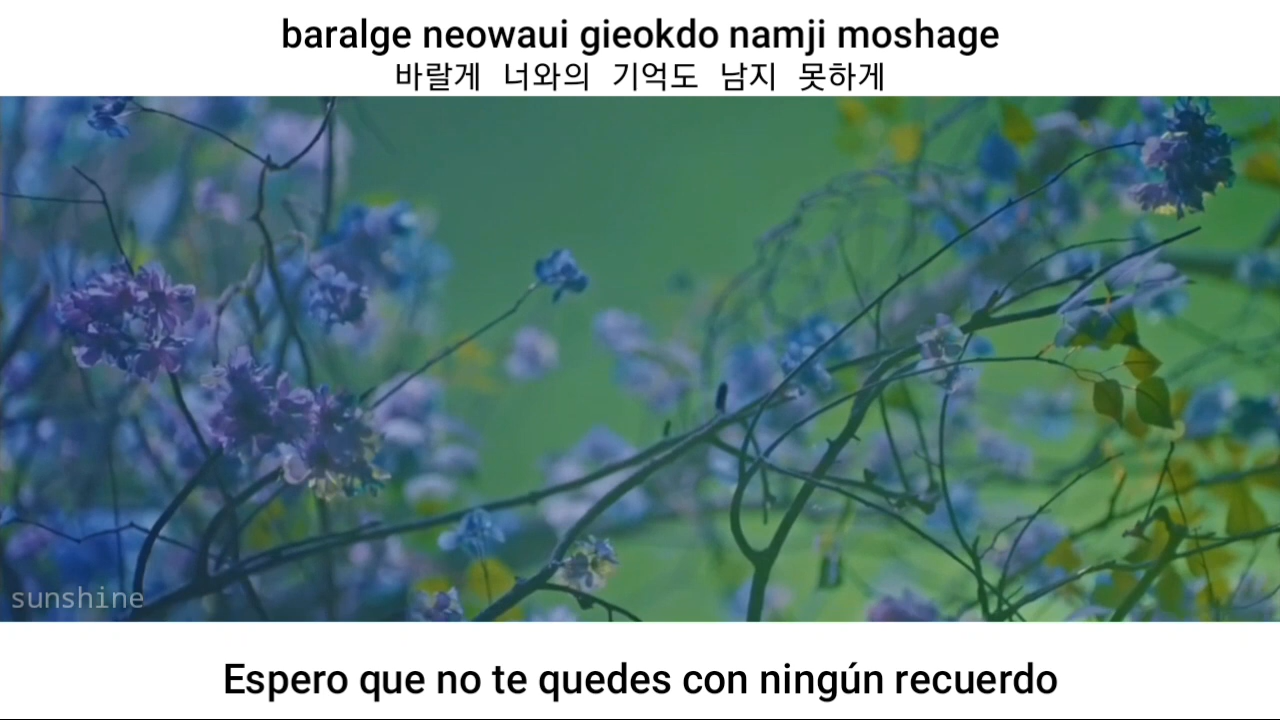 baralge neowaui gieokdo namji moshage
바랄게 너와의 기억도 남지 못하게
sunshine
Espero que no te quedes con ningún recuerdo